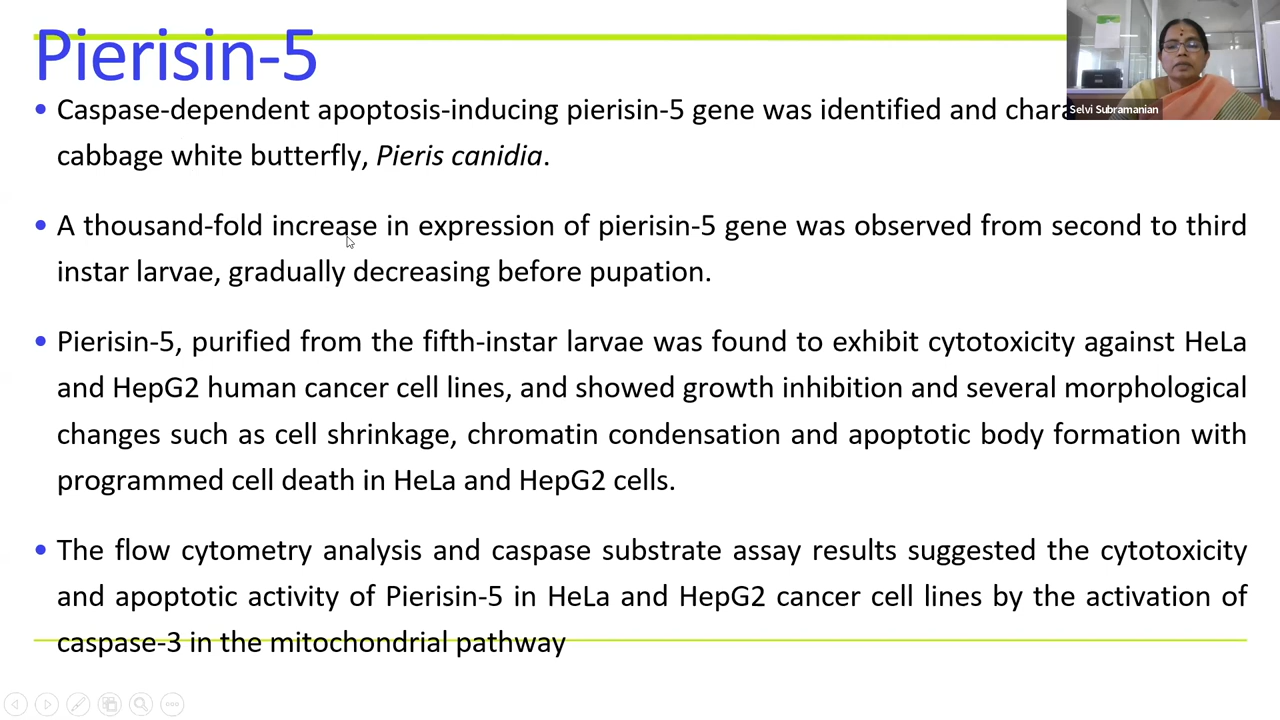 Pierisin-5
• Caspase-dependent apoptosis-inducing pierisin-5 gene was identified and
cabbage white butterfly, Pieris canidia.
• A thousand-fold increase in expression of pierisin-5 gene was observed from second to third
instar larvae, gradually decreasing before pupation.
• Pierisin-5, purified from the fifth-instar larvae was found to exhibit cytotoxicity against HeLa
and HepG2 human cancer cell lines, and showed growth inhibition and several morphological
changes such as cell shrinkage, chromatin condensation and apoptotic body formation with
programmed cell death in HeLa and HepG2 cells.
• The flow cytometry analysis and caspase substrate assay results suggested the cytotoxicity
and apoptotic activity of Pierisin-5 in HeLa and HepG2 cancer cell lines by the activation of
caspase-3 in the mitochondrial pathway
Selvi Subramanian